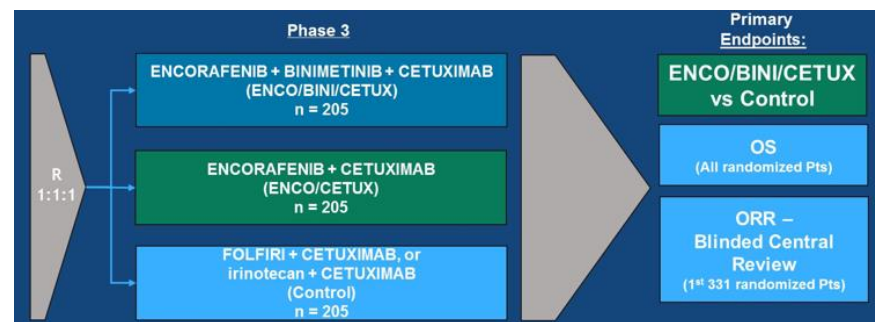 Phase 3
R
1:1:1
ENCORAFENIB + BINIMETINIB + CETUXIMAB
(ENCO/BINI/CETUX)
n = 205
ENCORAFENIB + CETUXIMAB
(ENCO/CETUX)
n = 205
FOLFIRI + CETUXIMAB, or
irinotecan + CETUXIMAB
(Control)
n = 205
Primary
Endpoints:
ENCO/BINI/CETUX
vs Control
OS
(All randomized Pts)
ORR –
Blinded Central
Review
(1st 331 randomized Pts)